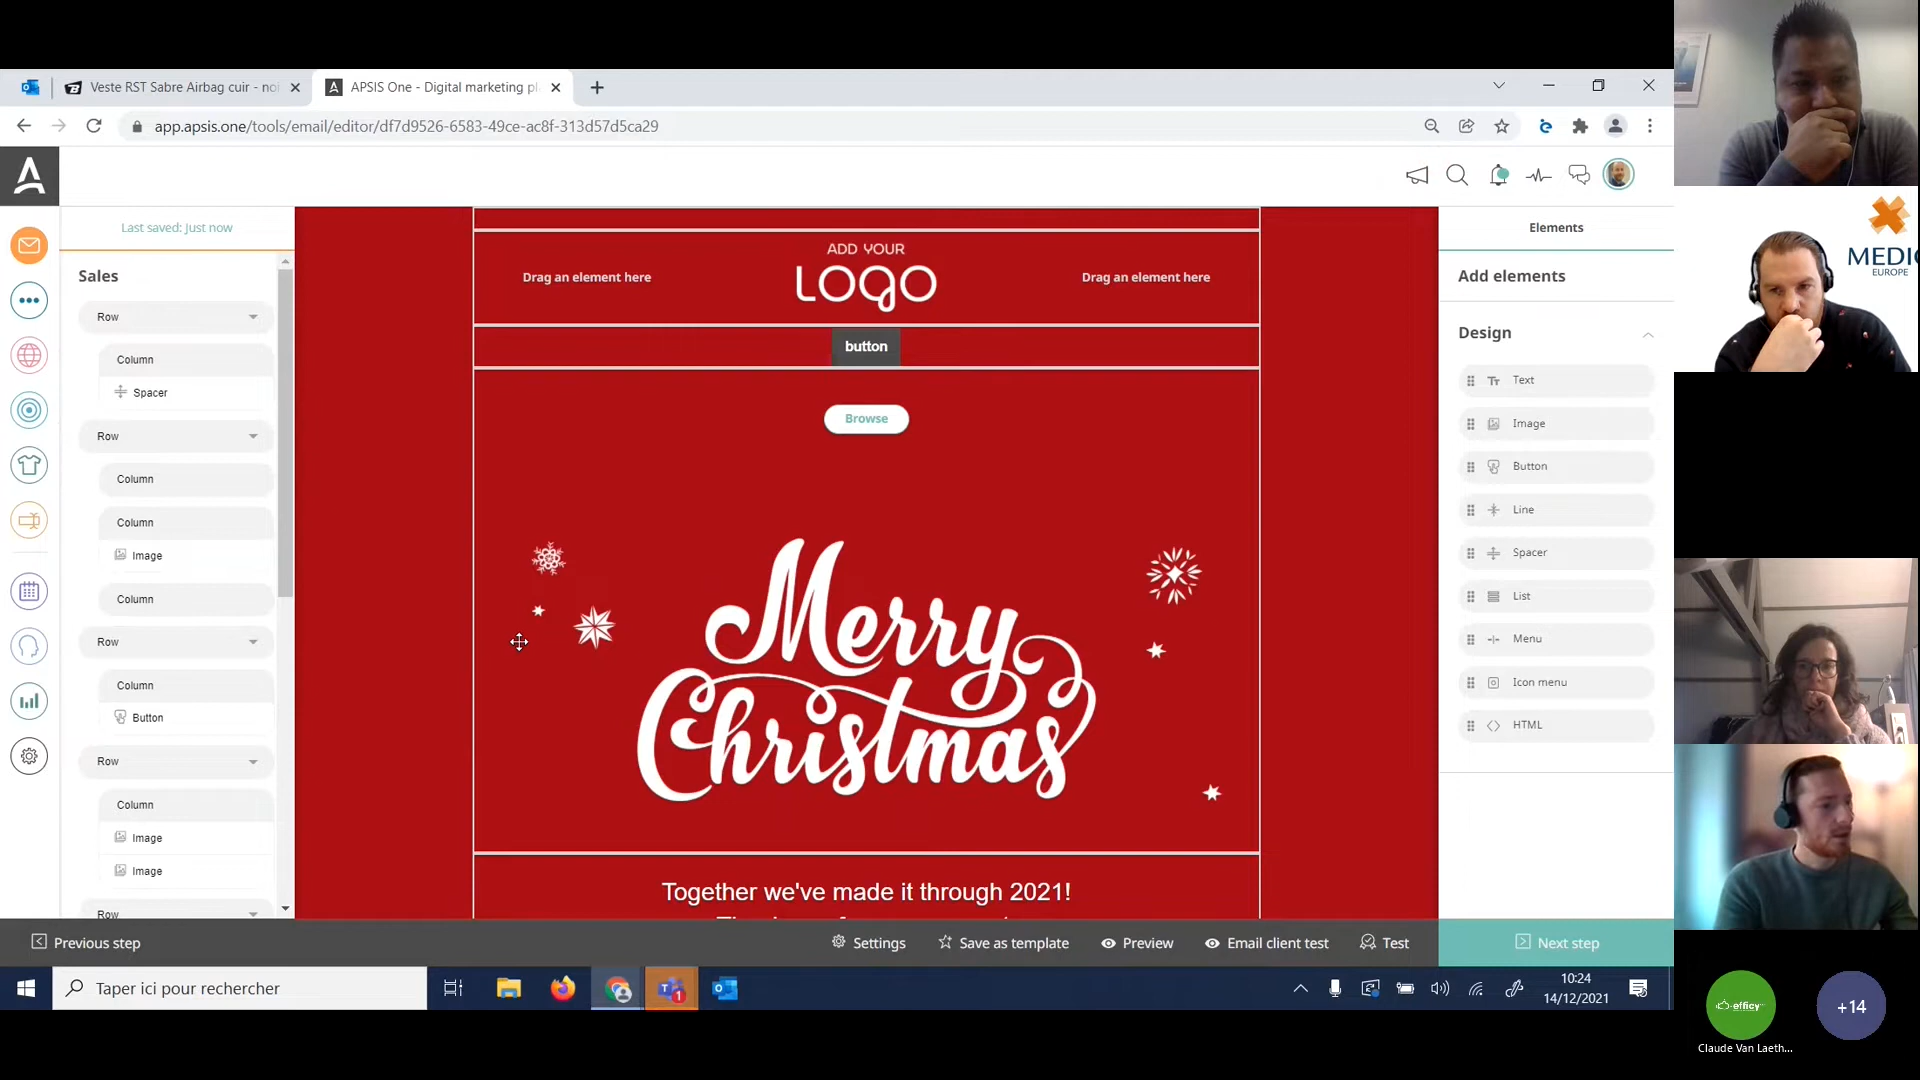 Veste RST Sabre Airbag cuir - noi
APSIS One - Digital marketing pl
app.apsis.one/tools/email/editor/df7d9526-6583-49ce-ac8f-313d57d5ca29
Last saved: Just now
Sales
Row
Column
Spacer
Row
Column
Column
Image
Column
Row
Column
Button
Row
Column
Image
Image
Row
Drag an element here
ADD YOUR
LOGO
Drag an element here
button
Browse
Merry
Christmas
Together we've made it through 2021!
Elements
Add elements
Design
Text
Image
Button
Line
Spacer
List
Menu
Icon menu
HTML
Previous step
Settings
Save as template
Preview
Email client test
Test
Next step
Taper ici pour rechercher
1
10:24
14/12/2021
MEDIC
EUROPE
efficy
Claude Van Laeth...
+14